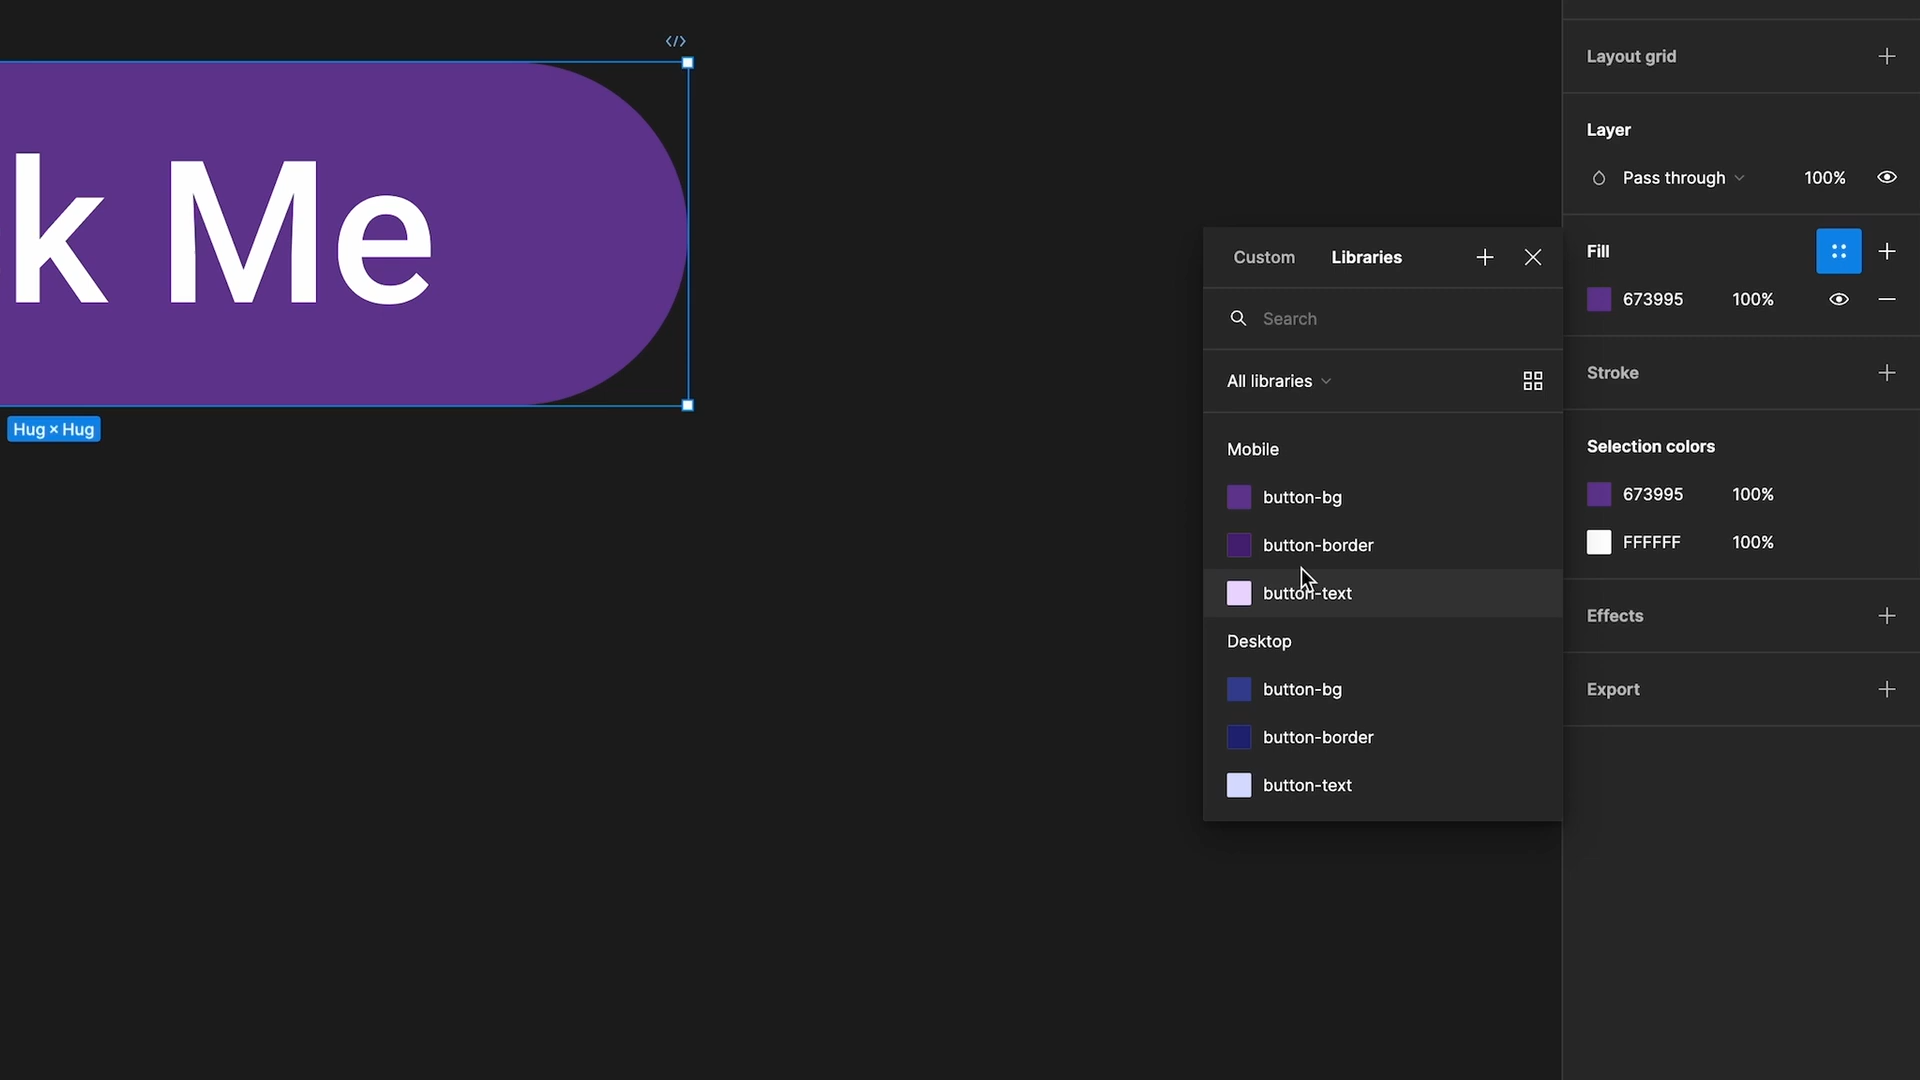 </>
k Me
Hug × Hug
Custom
Libraries
Search
All libraries
Mobile
button-bg
button-border
button-text
Desktop
button-bg
button-border
button-text
Layout grid
Layer
Pass through
100%
Fill
673995
100%
Stroke
Selection colors
673995
100%
FFFFFF
100%
Effects
Export